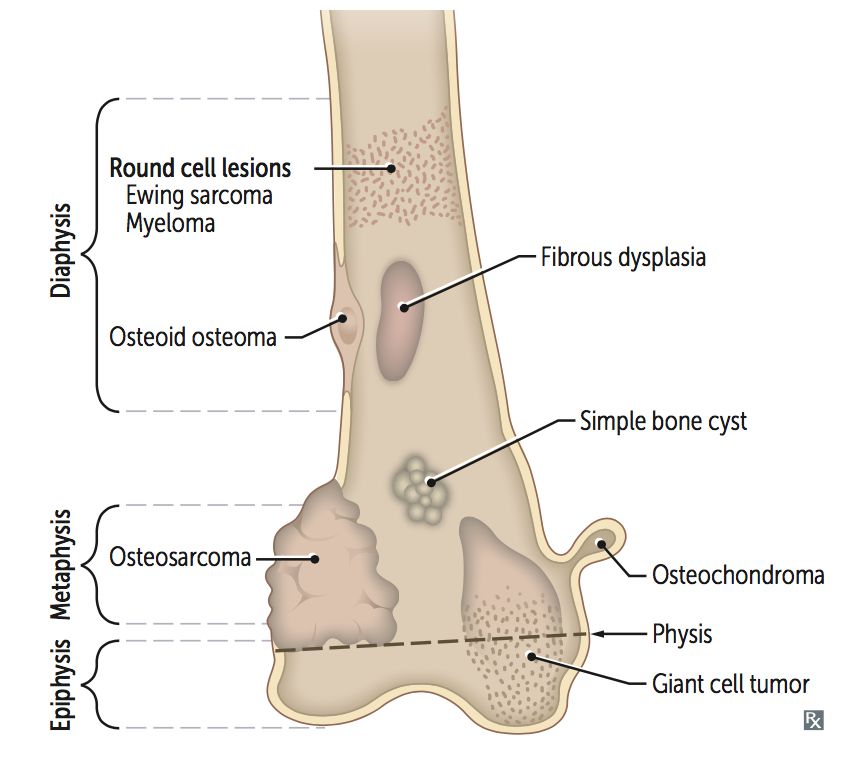 Round cell lesions
Ewing sarcoma
Myeloma
Diaphysis
Fibrous dysplasia
Osteoid osteoma
Simple bone cyst
Metaphysis
Osteosarcoma
Osteochondroma
Physis
Epiphysis
Giant cell tumor
Rx